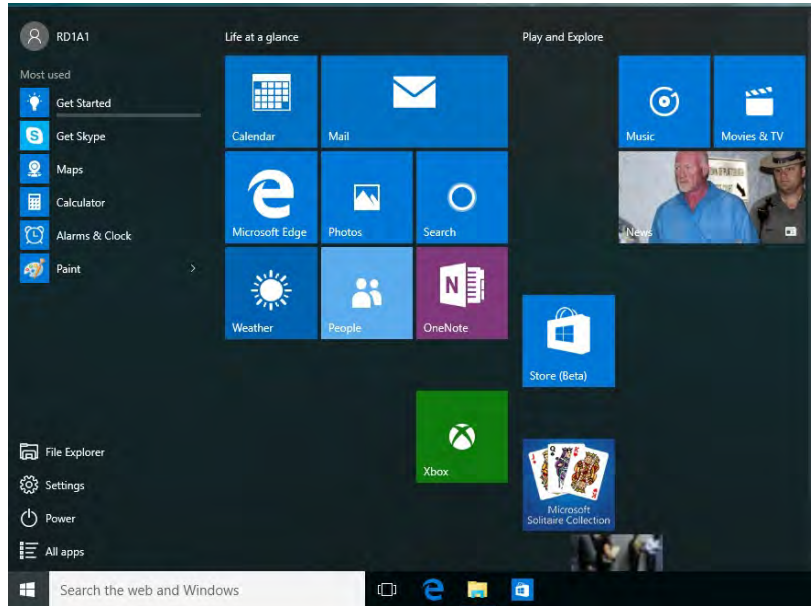 RD1A1
Most used
Get Started
Get Skype
Maps
Calculator
Alarms & Clock
Paint
File Explorer
Settings
Power
All apps
Life at a glance
Calendar
Mail
Microsoft Edge
Photos
Search
Weather
People
OneNote
Xbox
Play and Explore
Music
Movies & TV
News
Store (Beta)
Microsoft
Solitaire Collection
Search the web and Windows